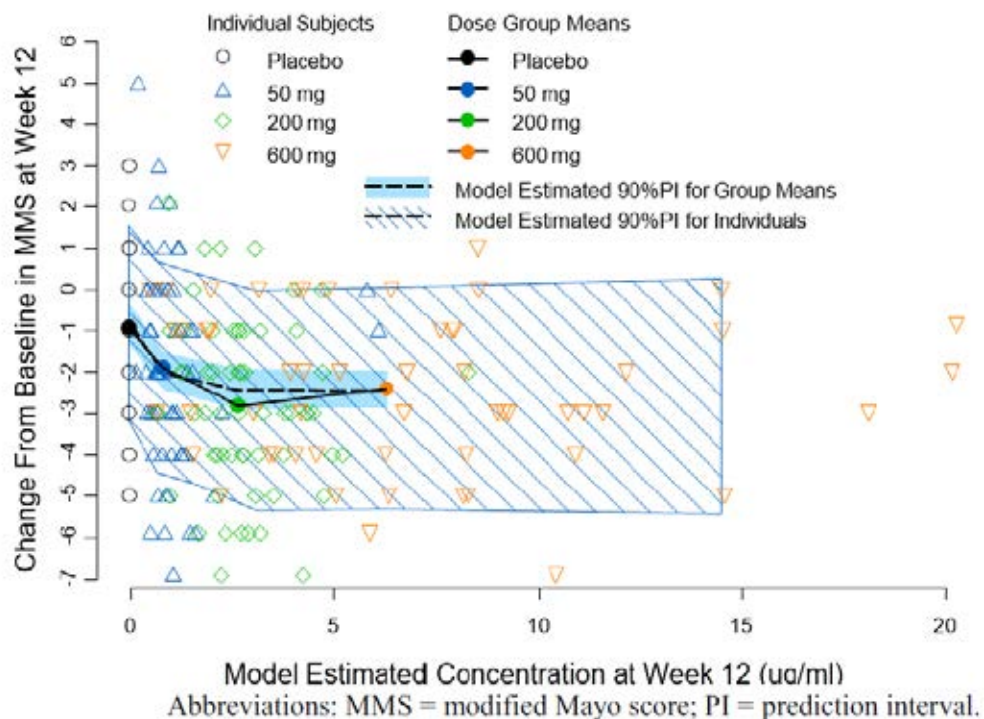 Individual Subjects Dose Group Means
Placebo Placebo
50 mg 50 mg
200 mg 200 mg
600 mg 600 mg
Model Estimated 90%PI for Group Means
Model Estimated 90%PI for Individuals
Change From Baseline in MMS at Week 12
6
5
4
3
2
1
0
-1
-2
-3
-4
-5
-6
-7
0 5 10 15 20
Model Estimated Concentration at Week 12 (ug/ml)
Abbreviations: MMS = modified Mayo score; PI = prediction interval.